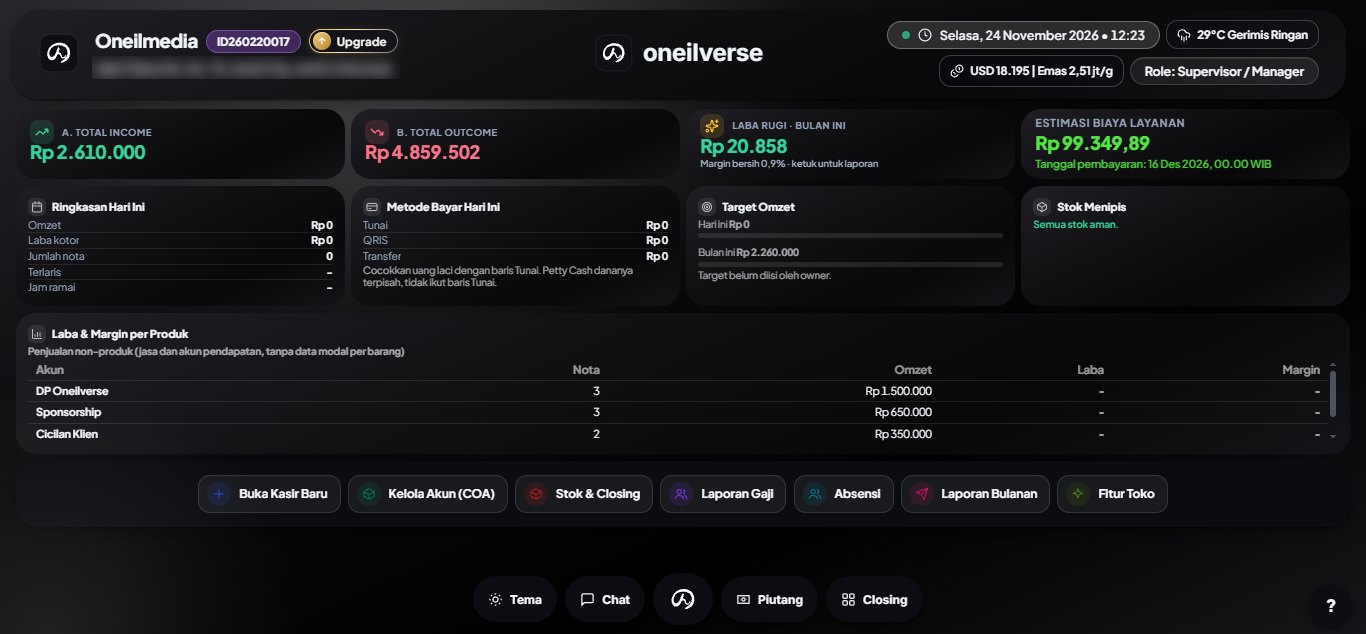 Oneilmedia ID260220017 Upgrade
oneilverse
Selasa, 24 November 2026 • 12:23
29°C Gerimis Ringan
USD 18.195 | Emas 2,51 jt/g
Role: Supervisor / Manager
A. TOTAL INCOME
Rp 2.610.000
B. TOTAL OUTCOME
Rp 4.859.502
LABA RUGI · BULAN INI
Rp 20.858
Margin bersih 0,9% · ketuk untuk laporan
ESTIMASI BIAYA LAYANAN
Rp 99.349,89
Tanggal pembayaran: 16 Des 2026, 00.00 WIB
Ringkasan Hari Ini
Omzet Rp 0
Laba kotor Rp 0
Jumlah nota 0
Terlaris –
Jam ramai –
Metode Bayar Hari Ini
Tunai Rp 0
QRIS Rp 0
Transfer Rp 0
Cocokkan uang laci dengan baris Tunai. Petty Cash dananya
terpisah, tidak ikut baris Tunai.
Target Omzet
Hari ini Rp 0
Bulan ini Rp 2.260.000
Target belum diisi oleh owner.
Stok Menipis
Semua stok aman.
Laba & Margin per Produk
Penjualan non-produk (jasa dan akun pendapatan, tanpa data modal per barang)
Akun Nota Omzet Laba Margin
DP Oneilverse 3 Rp 1.500.000 – –
Sponsorship 3 Rp 650.000 – –
Cicilan Klien 2 Rp 350.000 – –
Buka Kasir Baru
Kelola Akun (COA)
Stok & Closing
Laporan Gaji
Absensi
Laporan Bulanan
Fitur Toko
Tema
Chat
Piutang
Closing
?